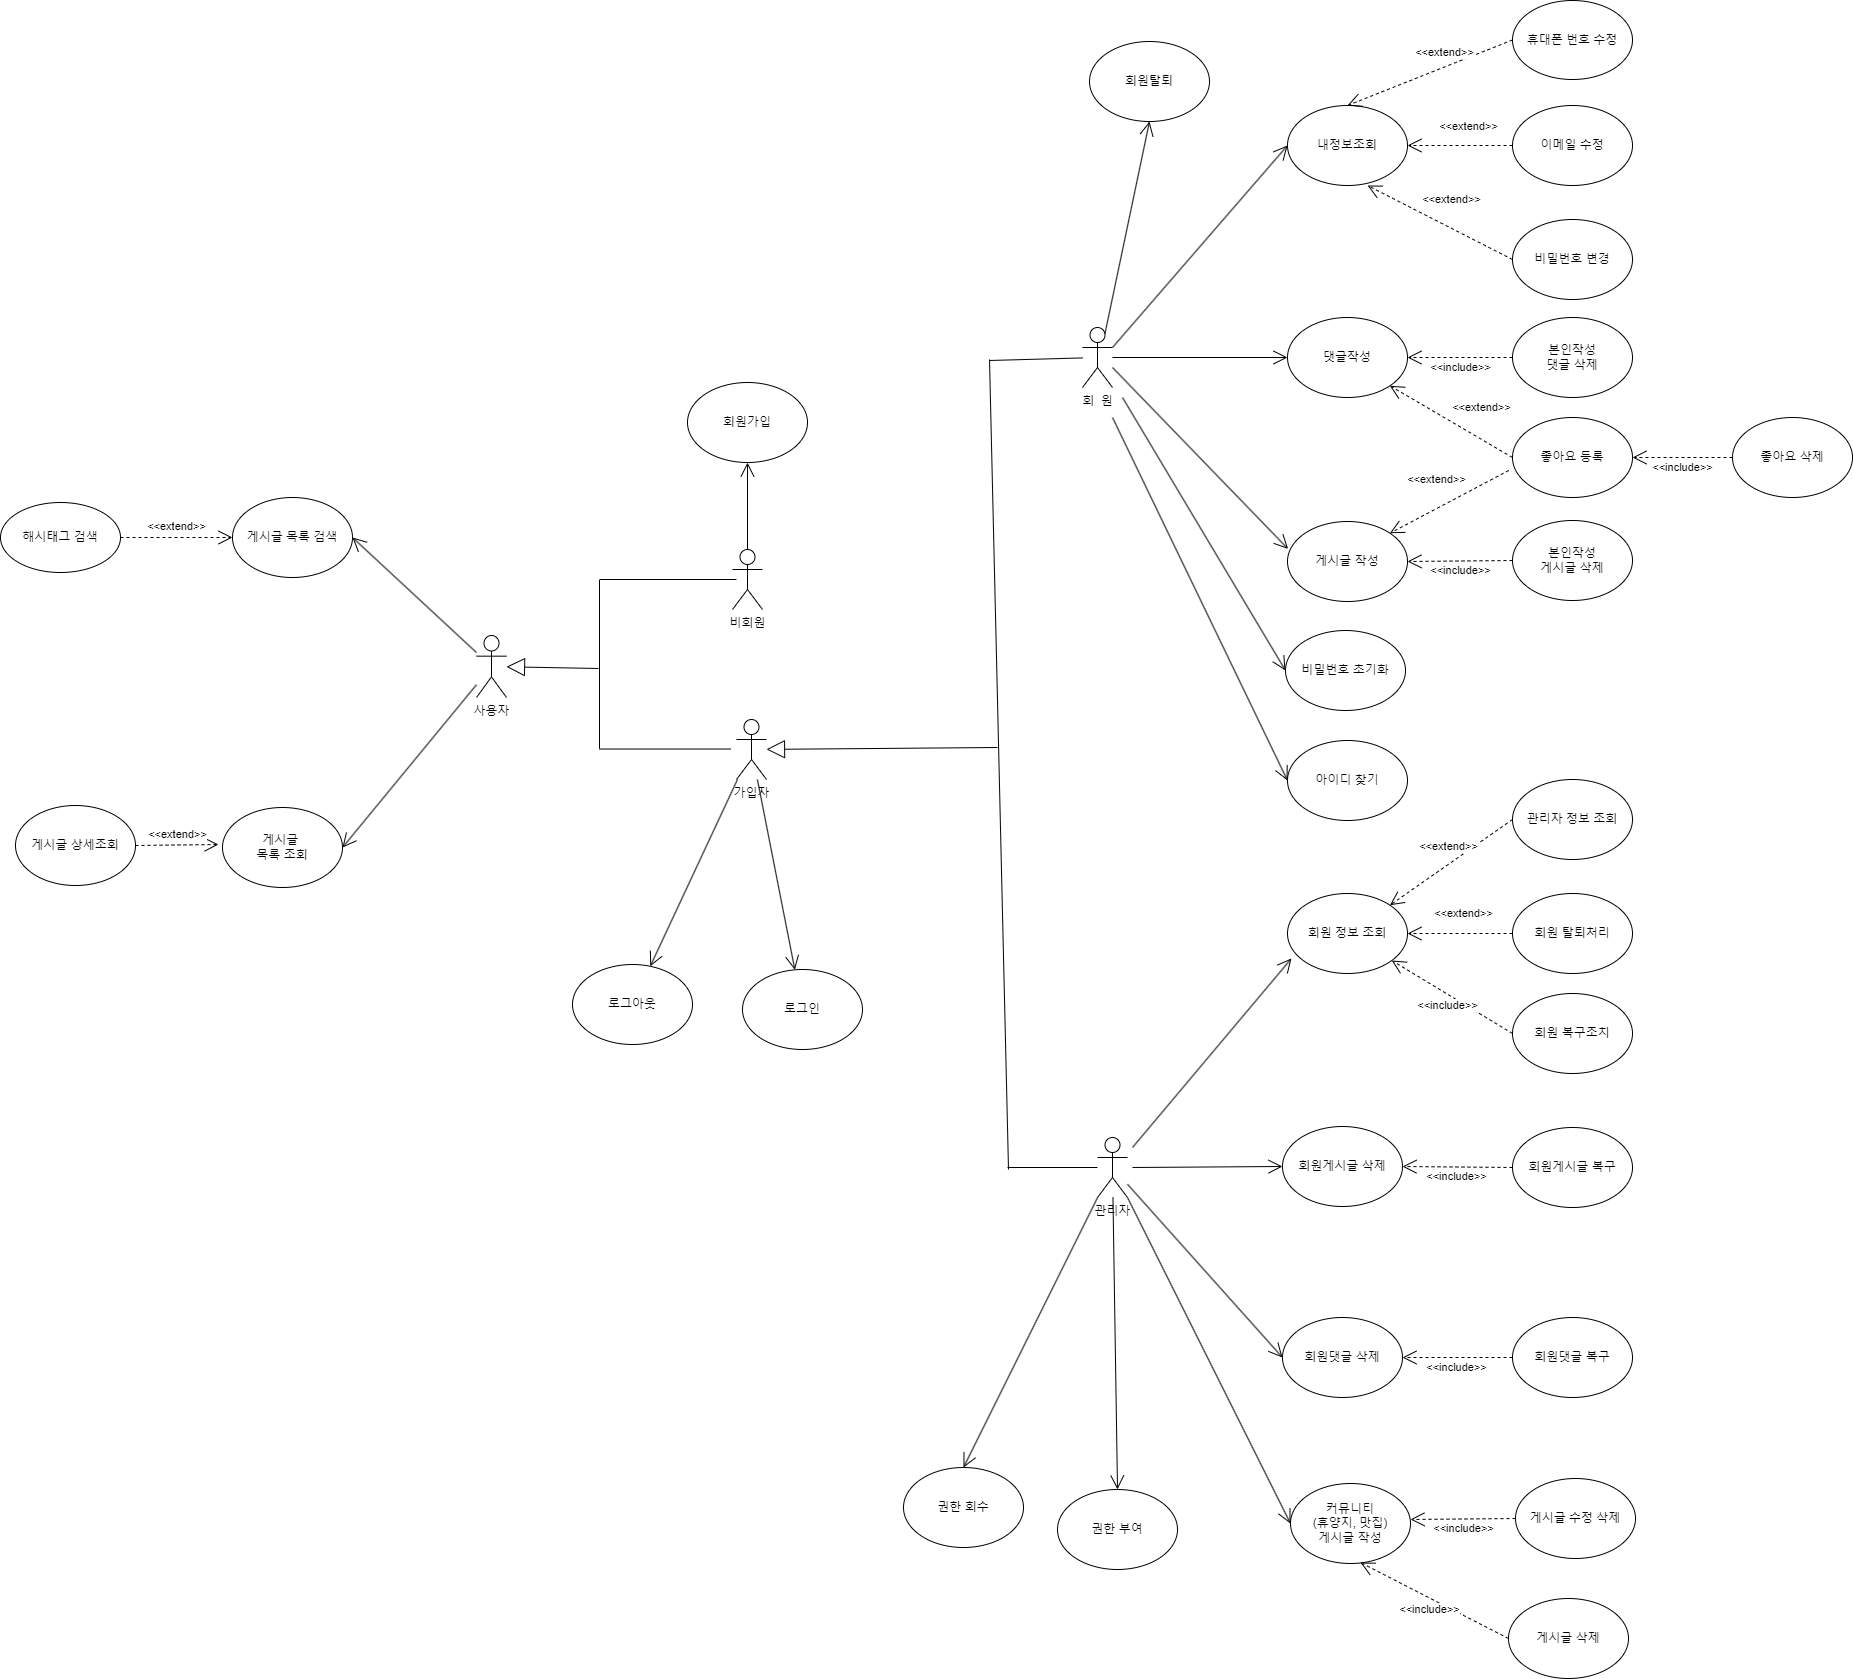 휴대폰 번호 수정
<<extend>>
회원탈퇴
내정보조회
<<extend>>
이메일 수정
<<extend>>
비밀번호 변경
회 원
댓글작성
<<include>>
본인작성
댓글 삭제
<<extend>>
좋아요 등록
<<include>>
좋아요 삭제
<<extend>>
게시글 작성
<<include>>
본인작성
게시글 삭제
비밀번호 초기화
아이디 찾기
회원가입
비회원
해시태그 검색
<<extend>>
게시글 목록 검색
사용자
가입자
게시글 상세조회
<<extend>>
게시글
목록 조회
로그아웃
로그인
관리자 정보 조회
<<extend>>
회원 정보 조회
<<extend>>
회원 탈퇴처리
<<include>>
회원 복구조치
관리자
회원게시글 삭제
<<include>>
회원게시글 복구
회원댓글 삭제
<<include>>
회원댓글 복구
권한 회수
권한 부여
커뮤니티
(휴양지, 맛집)
게시글 작성
<<include>>
게시글 수정 삭제
<<include>>
게시글 삭제